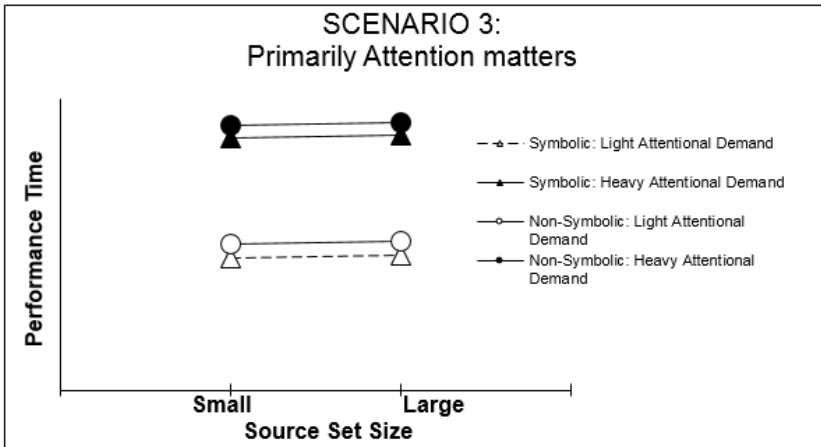 SCENARIO 3:
Primarily Attention matters
Performance Time
Symbolic: Light Attentional Demand
Symbolic: Heavy Attentional Demand
Non-Symbolic: Light Attentional
Demand
Non-Symbolic: Heavy Attentional
Demand
Small Large
Source Set Size